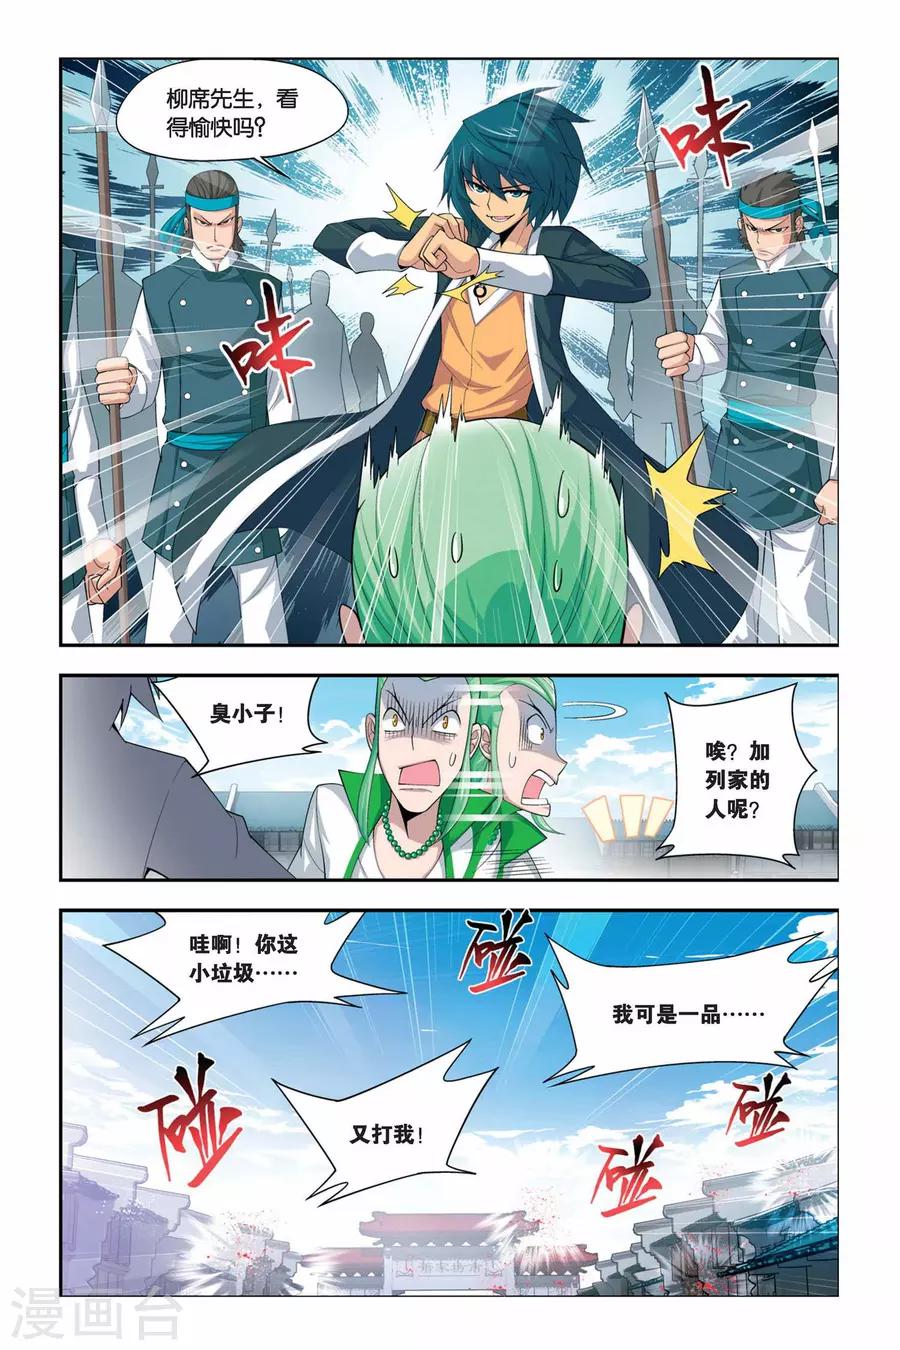 柳席先生，看
得愉快吗？
咔
咔
臭小子！
唉？加
列家的
人呢？
哇啊！你这
小垃圾……
碰
我可是一品……
又打我！
碰
碰
碰
漫画台